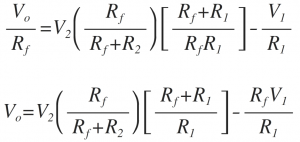 V_o/R_f = V_2 ( R_f / (R_f + R_2) ) [ (R_f + R_1) / (R_f R_1) ] − V_1/R_1
V_o = V_2 ( R_f / (R_f + R_2) ) [ (R_f + R_1) / R_1 ] − R_f V_1 / R_1